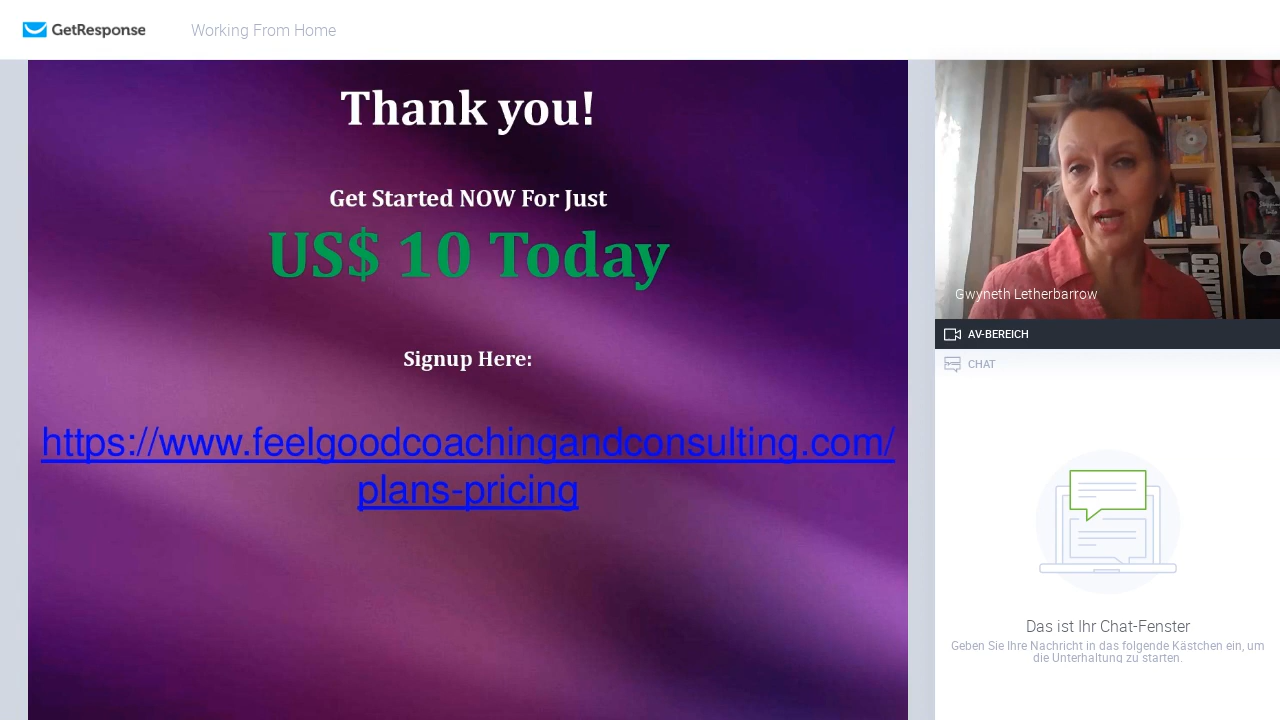 GetResponse
Working From Home
Thank you!
Get Started NOW For Just
US$ 10 Today
Signup Here:
https://www.feelgoodcoachingandconsulting.com/
plans-pricing
Gwyneth Letherbarrow
AV-BEREICH
CHAT
Das ist Ihr Chat-Fenster
Geben Sie Ihre Nachricht in das folgende Kästchen ein, um
die Unterhaltung zu starten.